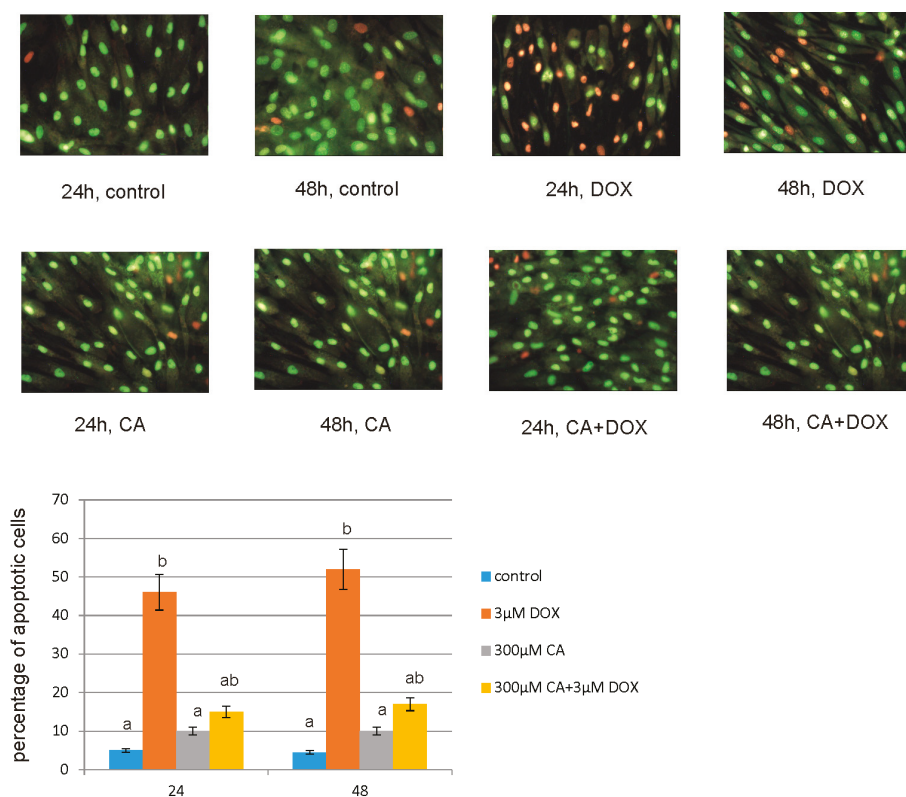 24h, control
48h, control
24h, DOX
48h, DOX
24h, CA
48h, CA
24h, CA+DOX
48h, CA+DOX
percentage of apoptotic cells
70
60
50
40
30
20
10
0
a
b
a
ab
a
b
a
ab
24
48
control
3µM DOX
300µM CA
300µM CA+3µM DOX